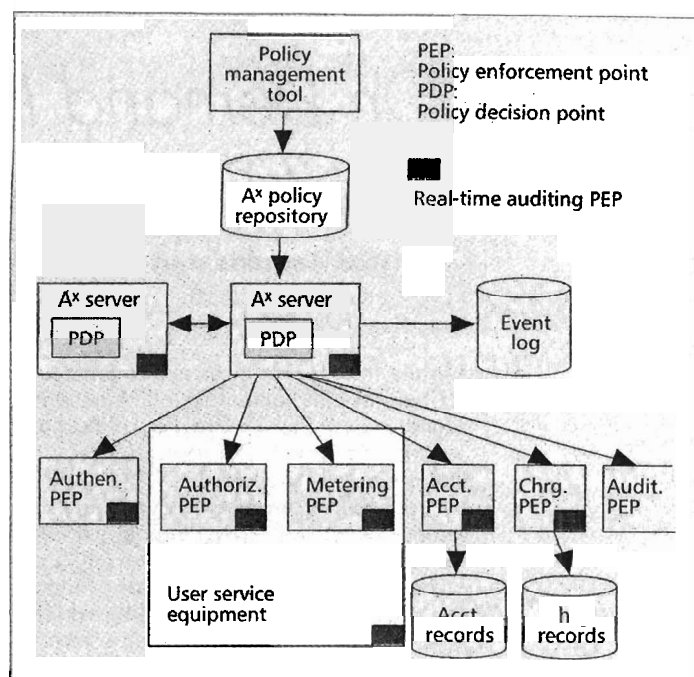 Policy
management
tool
PEP:
Policy enforcement point
PDP:
Policy decision point
Aˣ policy
repository
Real-time auditing PEP
Aˣ server
PDP
Aˣ server
PDP
Event
log
Authen.
PEP
Authoriz.
PEP
Metering
PEP
Acct.
PEP
Chrg.
PEP
Audit.
PEP
User service
equipment
Acct
records
h
records